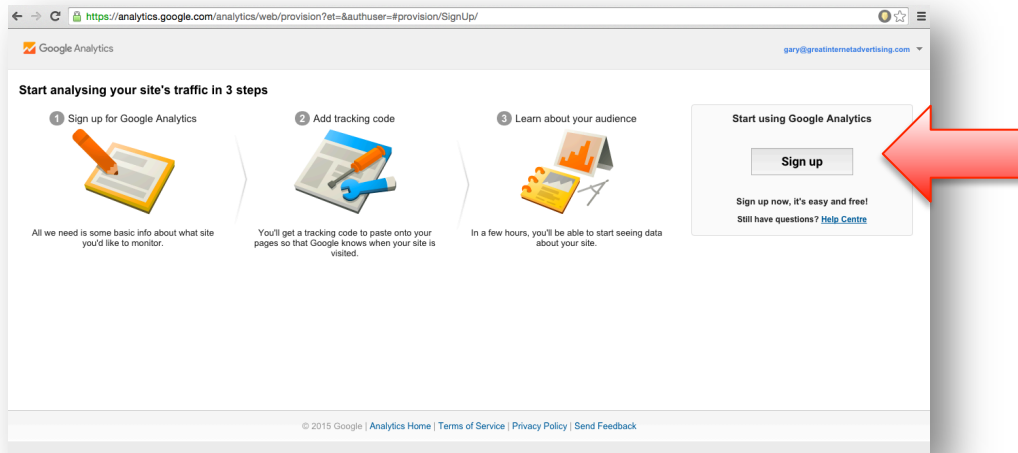 https://analytics.google.com/analytics/web/provision?et=&authuser=#provision/SignUp/
Google Analytics
gary@greatinternetadvertising.com
Start analysing your site's traffic in 3 steps
1 Sign up for Google Analytics
All we need is some basic info about what site
you'd like to monitor.
2 Add tracking code
You'll get a tracking code to paste onto your
pages so that Google knows when your site is
visited.
3 Learn about your audience
In a few hours, you'll be able to start seeing data
about your site.
Start using Google Analytics
Sign up
Sign up now, it's easy and free!
Still have questions? Help Centre
© 2015 Google | Analytics Home | Terms of Service | Privacy Policy | Send Feedback